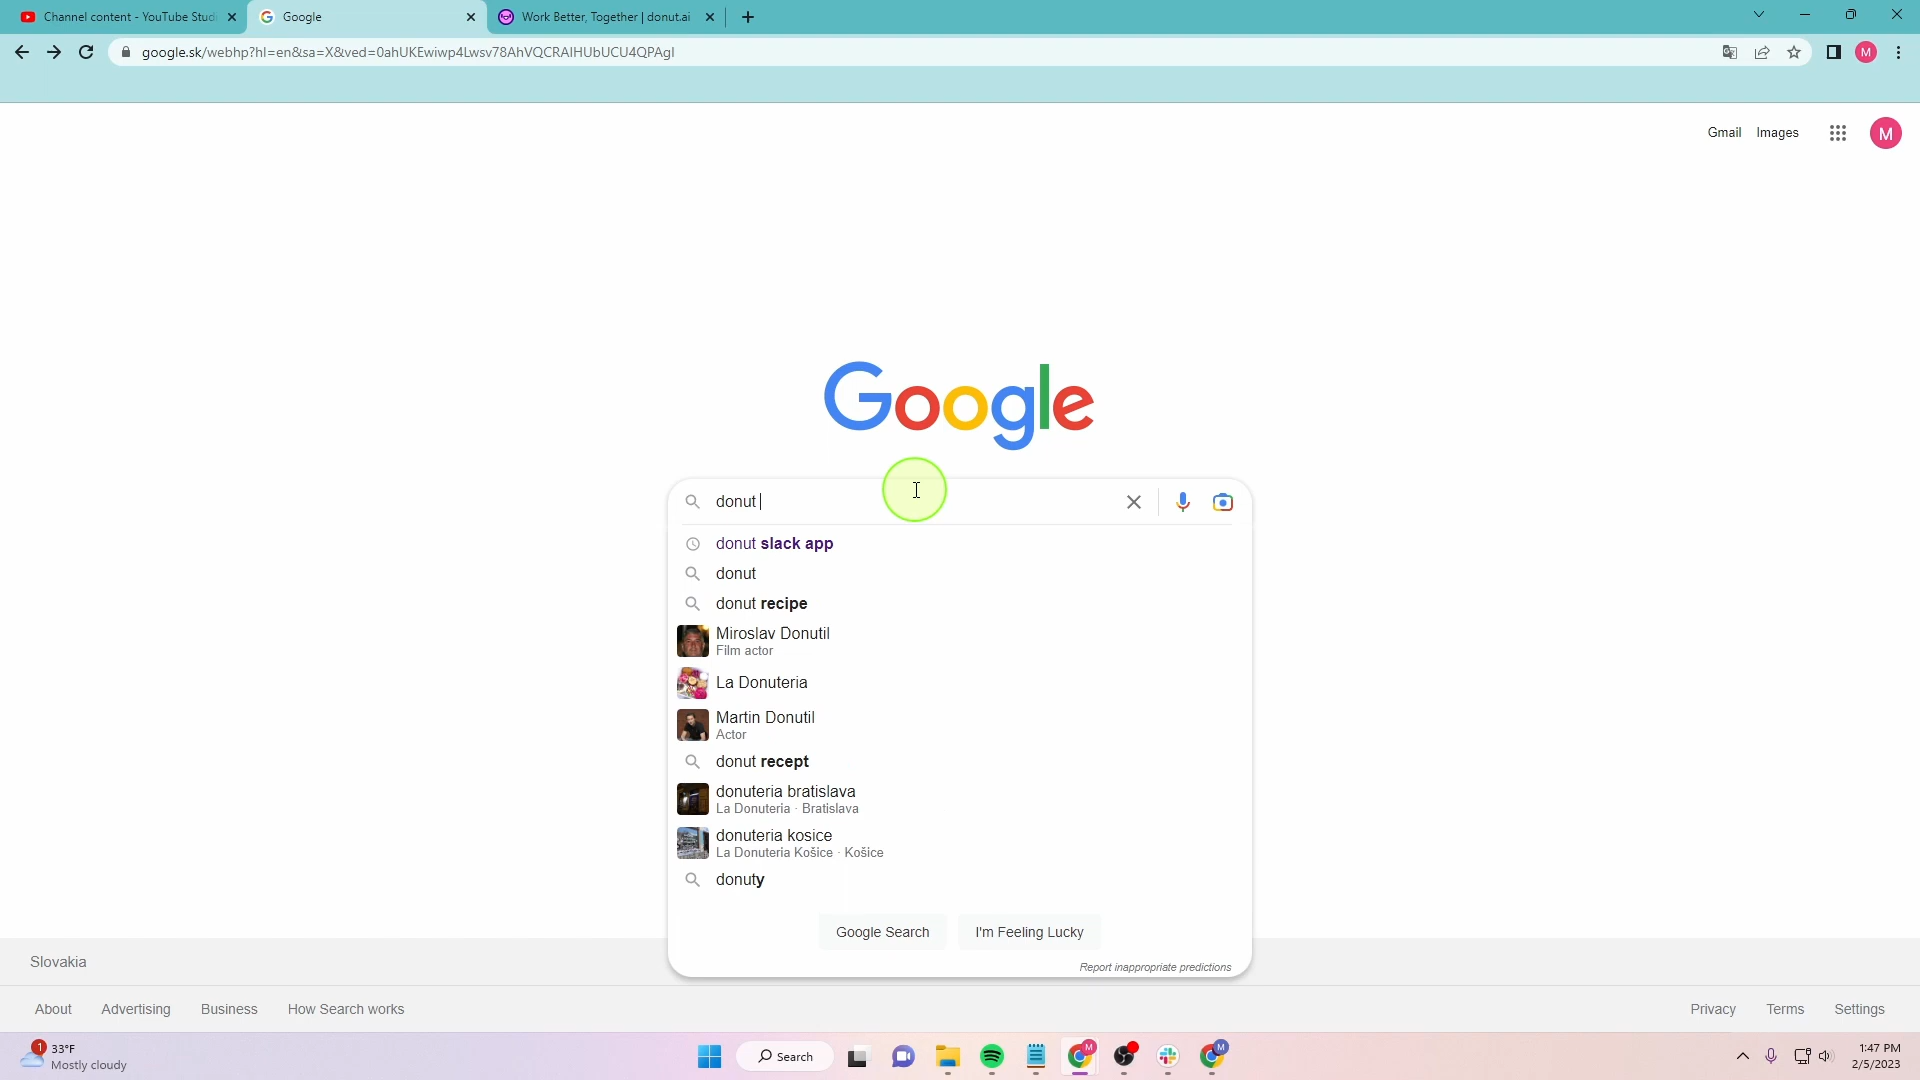 Channel content - YouTube Studi
Google
Work Better, Together | donut.ai
google.sk/webhp?hl=en&sa=X&ved=0ahUKEwiwp4Lwsv78AhVQCRAIHUbUCU4QPAgI
M
Gmail Images M
Google
donut
donut slack app
donut
donut recipe
Miroslav Donutil
Film actor
La Donuteria
Martin Donutil
Actor
donut recept
donuteria bratislava
La Donuteria · Bratislava
donuteria kosice
La Donuteria Košice · Košice
donuty
Google Search I'm Feeling Lucky
Report inappropriate predictions
Slovakia
About Advertising Business How Search works Privacy Terms Settings
1 33°F
Mostly cloudy
Search
M
M
1:47 PM
2/5/2023